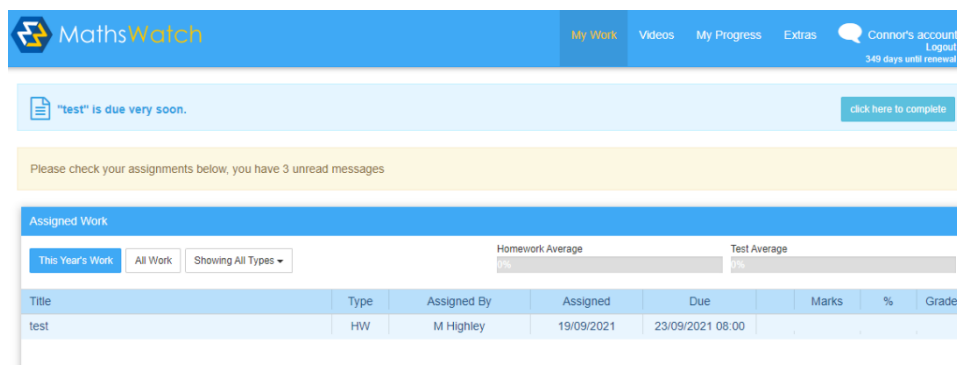 MathsWatch
My Work Videos My Progress Extras Connor's account
Logout
349 days until renewal
"test" is due very soon. click here to complete
Please check your assignments below, you have 3 unread messages
Assigned Work
This Year's Work All Work Showing All Types
Homework Average Test Average
0% 0%
Title Type Assigned By Assigned Due Marks % Grade
test HW M Highley 19/09/2021 23/09/2021 08:00